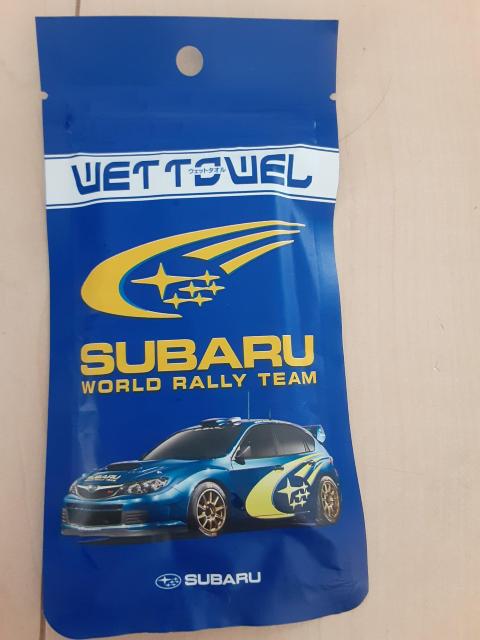 WET TOWEL
ウェットタオル
SUBARU
WORLD RALLY TEAM
SUBARU